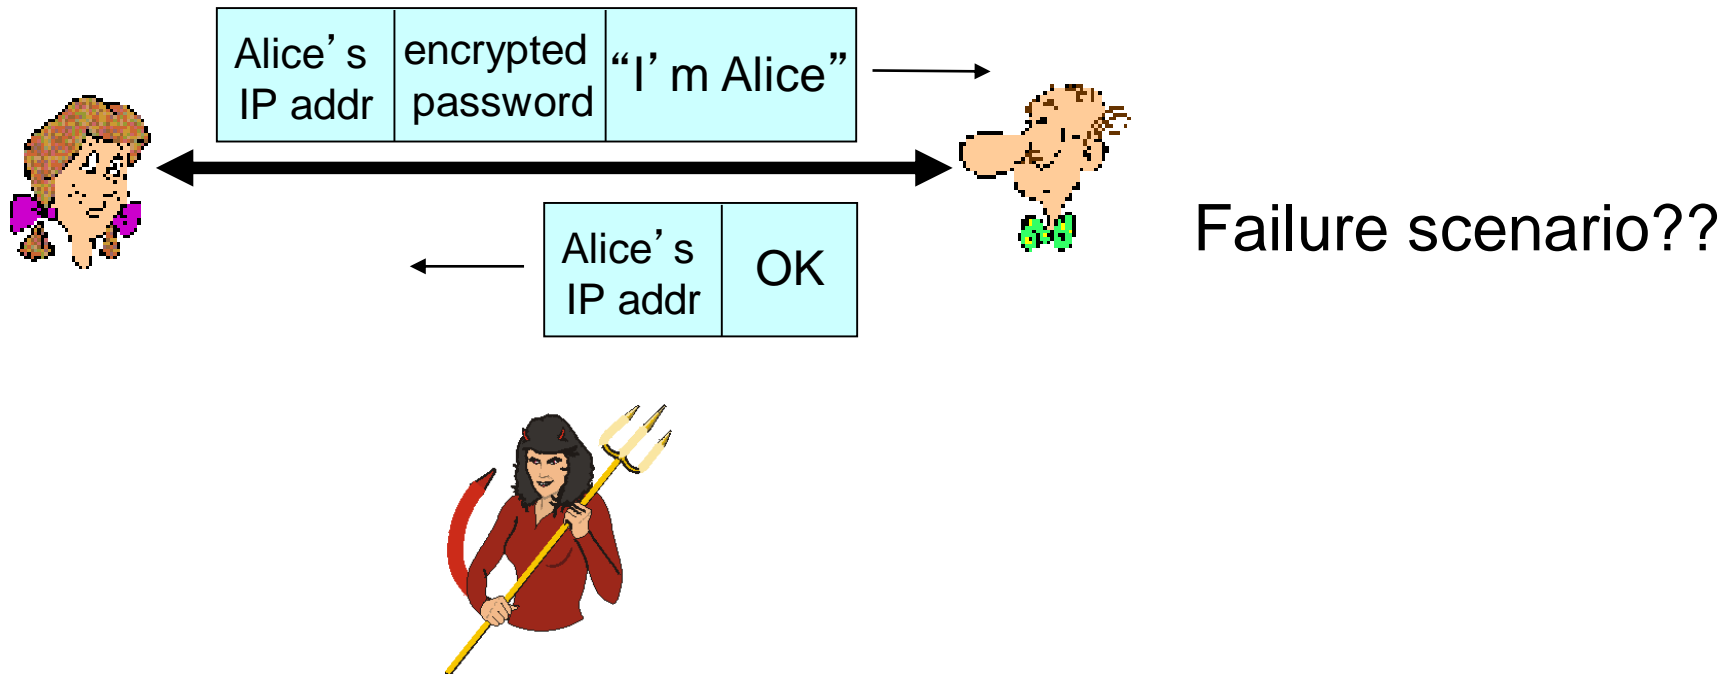 Alice’s
IP addr
encrypted
password
“I’m Alice”
Alice’s
IP addr
OK
Failure scenario??